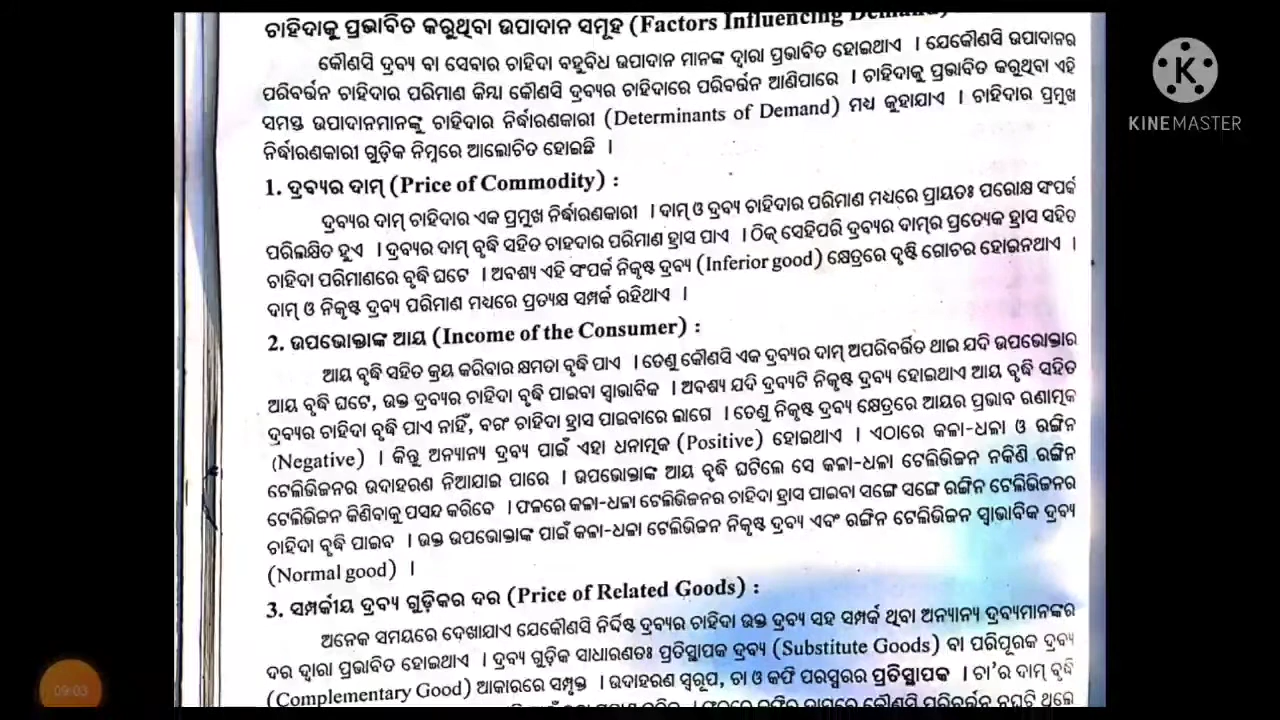 ଚାହିଦାକୁ ପ୍ରଭାବିତ କରୁଥିବା ଉପାଦାନ ସମୂହ (Factors Influencing Demand)
କୌଣସି ଦ୍ରବ୍ୟ ବା ସେବାର ଚାହିଦା ବହୁବିଧ ଉପାଦାନ ମାନଙ୍କ ଦ୍ୱାରା ପ୍ରଭାବିତ ହୋଇଥାଏ । ଯେକୌଣସି ଉପାଦାନର
ପରିବର୍ତ୍ତନ ଚାହିଦାର ପରିମାଣ କିମ୍ବା କୌଣସି ଦ୍ରବ୍ୟର ଚାହିଦାରେ ପରିବର୍ତ୍ତନ ଆଣିପାରେ । ଚାହିଦାକୁ ପ୍ରଭାବିତ କରୁଥିବା ଏହି
ସମସ୍ତ ଉପାଦାନମାନଙ୍କୁ ଚାହିଦାର ନିର୍ଦ୍ଧାରଣକାରୀ (Determinants of Demand) ମଧ୍ୟ କୁହାଯାଏ । ଚାହିଦାର ପ୍ରମୁଖ
ନିର୍ଦ୍ଧାରଣକାରୀ ଗୁଡ଼ିକ ନିମ୍ନରେ ଆଲୋଚିତ ହୋଇଛି ।
1. ଦ୍ରବ୍ୟର ଦାମ୍ (Price of Commodity) :
ଦ୍ରବ୍ୟର ଦାମ୍ ଚାହିଦାର ଏକ ପ୍ରମୁଖ ନିର୍ଦ୍ଧାରଣକାରୀ । ଦାମ୍ ଓ ଦ୍ରବ୍ୟ ଚାହିଦାର ପରିମାଣ ମଧ୍ୟରେ ପ୍ରାୟତଃ ପରୋକ୍ଷ ସଂପର୍କ
ପରିଲକ୍ଷିତ ହୁଏ । ଦ୍ରବ୍ୟର ଦାମ୍ ବୃଦ୍ଧି ସହିତ ଚାହଦାର ପରିମାଣ ହ୍ରାସ ପାଏ । ଠିକ୍ ସେହିପରି ଦ୍ରବ୍ୟର ଦାମ୍‌ର ପ୍ରତ୍ୟେକ ହ୍ରାସ ସହିତ
ଚାହିଦା ପରିମାଣରେ ବୃଦ୍ଧି ଘଟେ । ଅବଶ୍ୟ ଏହି ସଂପର୍କ ନିକୃଷ୍ଟ ଦ୍ରବ୍ୟ (Inferior good) କ୍ଷେତ୍ରରେ ଦୃଷ୍ଟି ଗୋଚର ହୋଇନଥାଏ ।
ଦାମ୍ ଓ ନିକୃଷ୍ଟ ଦ୍ରବ୍ୟ ପରିମାଣ ମଧ୍ୟରେ ପ୍ରତ୍ୟକ୍ଷ ସମ୍ପର୍କ ରହିଥାଏ ।
2. ଉପଭୋକ୍ତାଙ୍କ ଆୟ (Income of the Consumer) :
ଆୟ ବୃଦ୍ଧି ସହିତ କ୍ରୟ କରିବାର କ୍ଷମତା ବୃଦ୍ଧି ପାଏ । ତେଣୁ କୌଣସି ଏକ ଦ୍ରବ୍ୟର ଦାମ୍ ଅପରିବର୍ତ୍ତିତ ଥାଇ ଯଦି ଉପଭୋକ୍ତାର
ଆୟ ବୃଦ୍ଧି ଘଟେ, ଉକ୍ତ ଦ୍ରବ୍ୟର ଚାହିଦା ବୃଦ୍ଧି ପାଇବା ସ୍ୱାଭାବିକ । ଅବଶ୍ୟ ଯଦି ଦ୍ରବ୍ୟଟି ନିକୃଷ୍ଟ ଦ୍ରବ୍ୟ ହୋଇଥାଏ ଆୟ ବୃଦ୍ଧି ସହିତ
ଦ୍ରବ୍ୟର ଚାହିଦା ବୃଦ୍ଧି ପାଏ ନାହିଁ, ବରଂ ଚାହିଦା ହ୍ରାସ ପାଇବାରେ ଲାଗେ । ତେଣୁ ନିକୃଷ୍ଟ ଦ୍ରବ୍ୟ କ୍ଷେତ୍ରରେ ଆୟର ପ୍ରଭାବ ଋଣାତ୍ମକ
(Negative) । କିନ୍ତୁ ଅନ୍ୟାନ୍ୟ ଦ୍ରବ୍ୟ ପାଇଁ ଏହା ଧନାତ୍ମକ (Positive) ହୋଇଥାଏ । ଏଠାରେ କଳା-ଧଳା ଓ ରଙ୍ଗିନ
ଟେଲିଭିଜନର ଉଦାହରଣ ନିଆଯାଇ ପାରେ । ଉପଭୋକ୍ତାଙ୍କ ଆୟ ବୃଦ୍ଧି ଘଟିଲେ ସେ କଳା-ଧଳା ଟେଲିଭିଜନ ନକିଣି ରଙ୍ଗିନ
ଟେଲିଭିଜନ କିଣିବାକୁ ପସନ୍ଦ କରିବେ । ଫଳରେ କଳା-ଧଳା ଟେଲିଭିଜନର ଚାହିଦା ହ୍ରାସ ପାଇବା ସଙ୍ଗେ ସଙ୍ଗେ ରଙ୍ଗିନ ଟେଲିଭିଜନର
ଚାହିଦା ବୃଦ୍ଧି ପାଇବ । ଉକ୍ତ ଉପଭୋକ୍ତାଙ୍କ ପାଇଁ କଳା-ଧଳା ଟେଲିଭିଜନ ନିକୃଷ୍ଟ ଦ୍ରବ୍ୟ ଏବଂ ରଙ୍ଗିନ ଟେଲିଭିଜନ ସ୍ୱାଭାବିକ ଦ୍ରବ୍ୟ
(Normal good) ।
3. ସମ୍ପର୍କୀୟ ଦ୍ରବ୍ୟ ଗୁଡ଼ିକର ଦର (Price of Related Goods) :
ଅନେକ ସମୟରେ ଦେଖାଯାଏ ଯେକୌଣସି ନିର୍ଦ୍ଦିଷ୍ଟ ଦ୍ରବ୍ୟର ଚାହିଦା ଉକ୍ତ ଦ୍ରବ୍ୟ ସହ ସମ୍ପର୍କ ଥିବା ଅନ୍ୟାନ୍ୟ ଦ୍ରବ୍ୟମାନଙ୍କର
ଦର ଦ୍ୱାରା ପ୍ରଭାବିତ ହୋଇଥାଏ । ଦ୍ରବ୍ୟ ଗୁଡ଼ିକ ସାଧାରଣତଃ ପ୍ରତିସ୍ଥାପକ ଦ୍ରବ୍ୟ (Substitute Goods) ବା ପରିପୂରକ ଦ୍ରବ୍ୟ
(Complementary Good) ଆକାରରେ ସମ୍ପୃକ୍ତ । ଉଦାହରଣ ସ୍ୱରୂପ, ଚା ଓ କଫି ପରସ୍ପରର ପ୍ରତିସ୍ଥାପକ । ଚା'ର ଦାମ୍ ବୃଦ୍ଧି
K
KINEMASTER
09:03